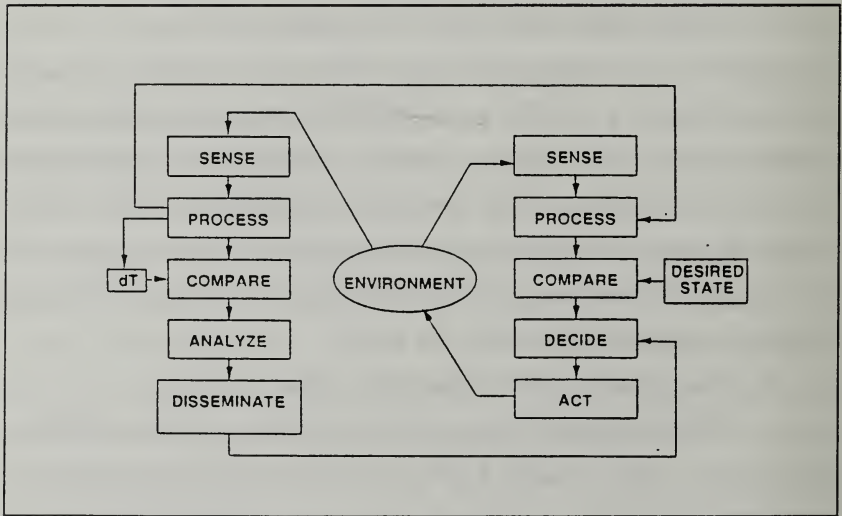 SENSE
PROCESS
dT
COMPARE
ANALYZE
DISSEMINATE
ENVIRONMENT
SENSE
PROCESS
COMPARE
DESIRED
STATE
DECIDE
ACT